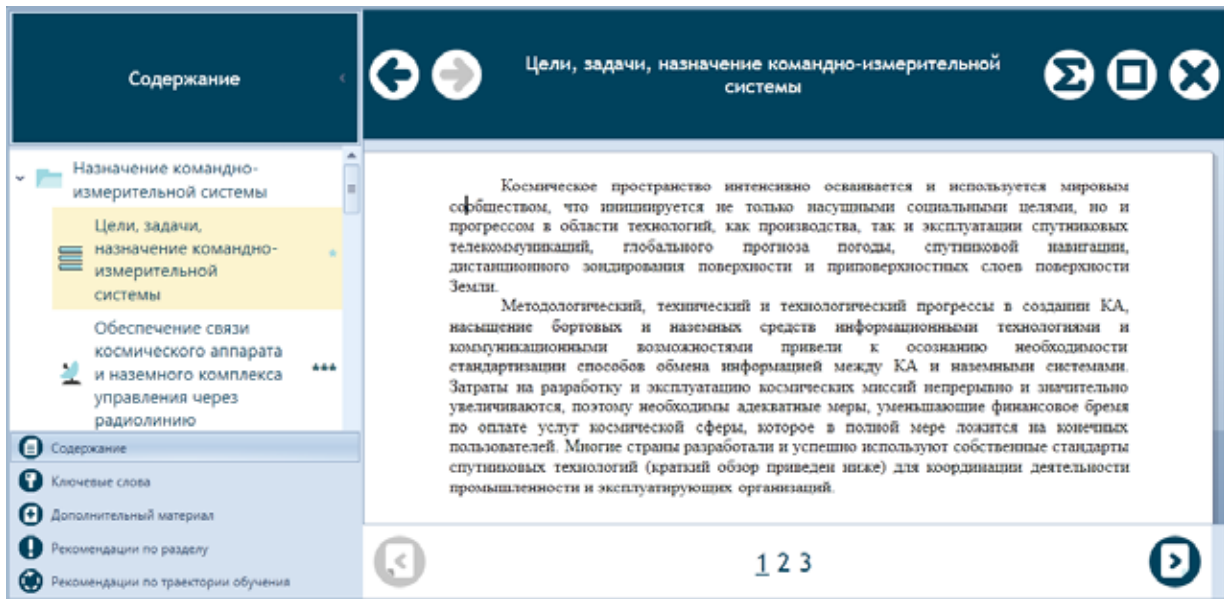 Содержание
Цели, задачи, назначение командно-измерительной
системы
Назначение командно-
измерительной системы
Цели, задачи,
назначение командно-
измерительной
системы
Обеспечение связи
космического аппарата
и наземного комплекса
управления через
радиолинию
Содержание
Ключевые слова
Дополнительный материал
Рекомендации по разделу
Рекомендации по траектории обучения
Космическое пространство интенсивно осваивается и используется мировым
сообществом, что инициируется не только насущными социальными целями, но и
прогрессом в области технологий, как производства, так и эксплуатации спутниковых
телекоммуникаций, глобального прогноза погоды, спутниковой навигации,
дистанционного зондирования поверхности и приповерхностных слоев поверхности
Земли.
Методологический, технический и технологический прогрессы в создании КА,
насыщение бортовых и наземных средств информационными технологиями и
коммуникационными возможностями привели к осознанию необходимости
стандартизации способов обмена информацией между КА и наземными системами.
Затраты на разработку и эксплуатацию космических миссий непрерывно и значительно
увеличиваются, поэтому необходимы адекватные меры, уменьшающие финансовое бремя
по оплате услуг космической сферы, которое в полной мере ложится на конечных
пользователей. Многие страны разработали и успешно используют собственные стандарты
спутниковых технологий (краткий обзор приведен ниже) для координации деятельности
промышленности и эксплуатирующих организаций.
1 2 3